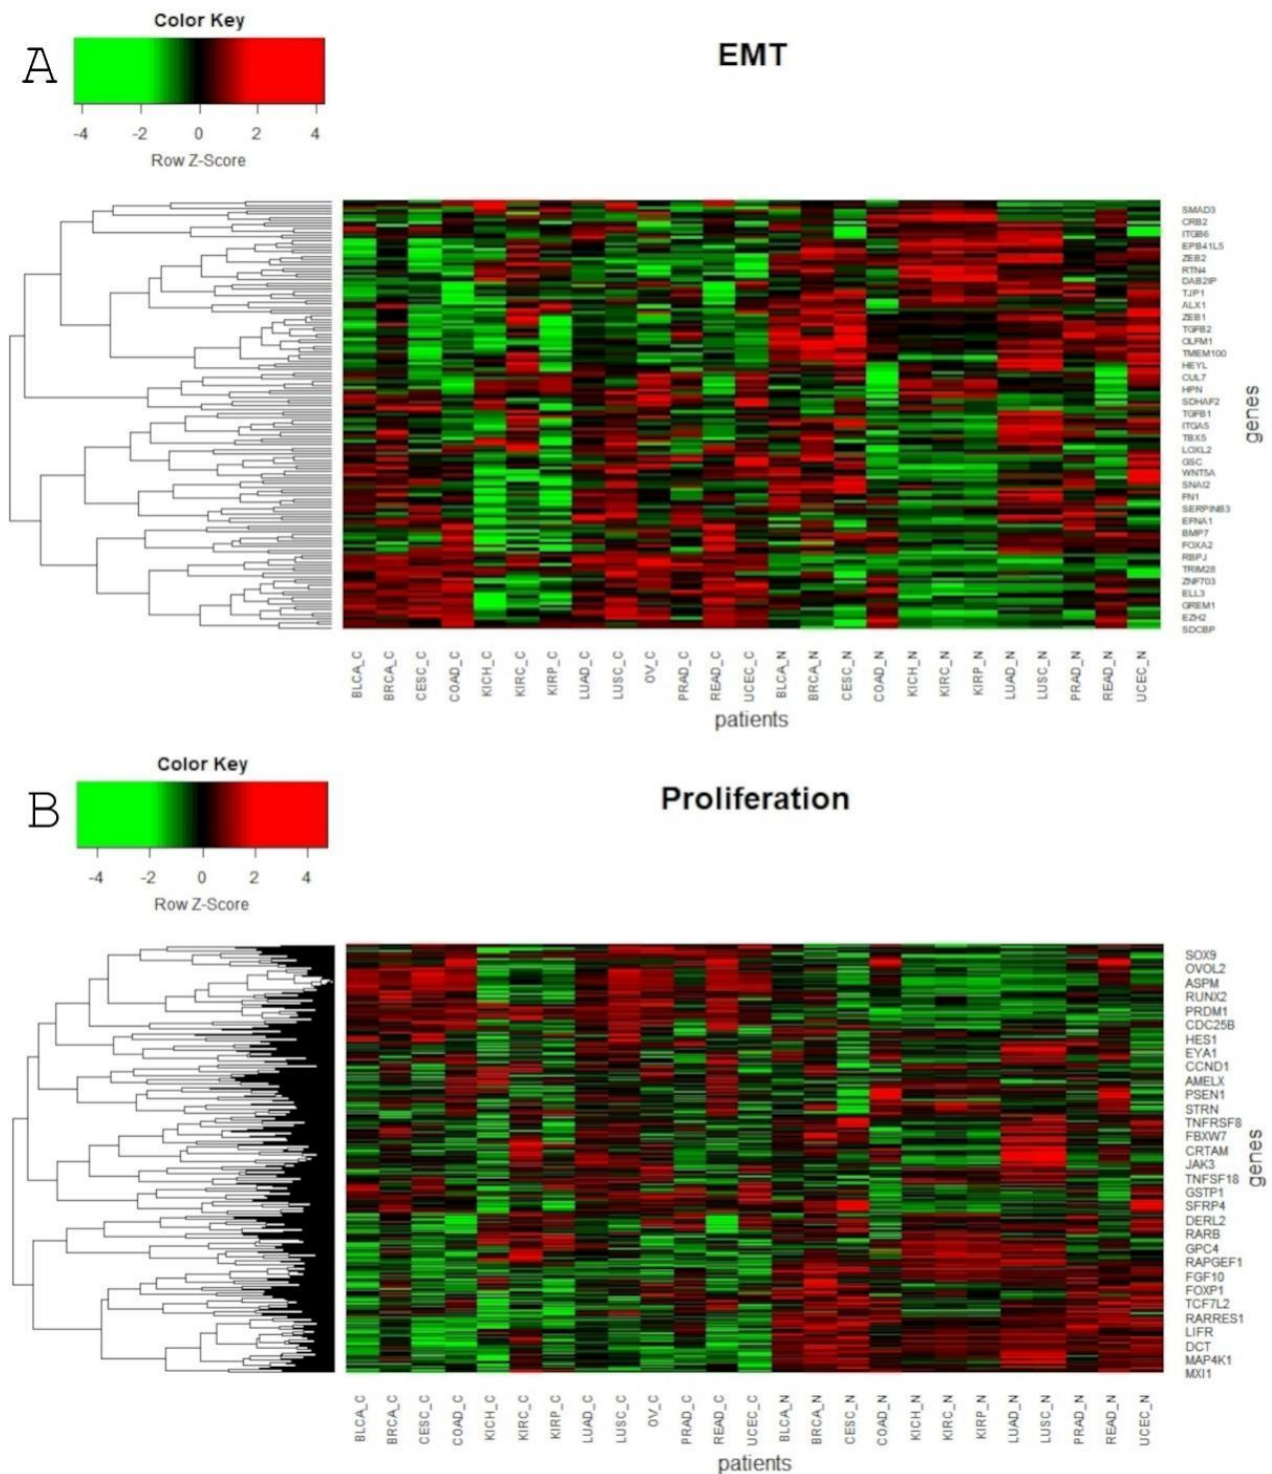 Color Key
A
EMT
-4 -2 0 2 4
Row Z-Score
SMAD3
CRB2
ITGB6
EPB41L5
ZEB2
RTN4
DAB2IP
TJP1
ALX1
ZEB1
TGFB2
OLFM1
TMEM100
HEYL
CUL7
HPN
SDHAF2
TGFB1
ITGA5
TBX5
LOXL2
GSC
WNT5A
SNAI2
FN1
SERPINB3
EFNA1
BMP7
FOXA2
RBPJ
TRIM28
ZNF703
ELL3
GREM1
EZH2
SDCBP
genes
BLCA_C BRCA_C CESC_C COAD_C KICH_C KIRC_C KIRP_C LUAD_C LUSC_C OV_C PRAD_C READ_C UCEC_C BLCA_N BRCA_N CESC_N COAD_N KICH_N KIRC_N KIRP_N LUAD_N LUSC_N PRAD_N READ_N UCEC_N
patients
Color Key
B
Proliferation
-4 -2 0 2 4
Row Z-Score
SOX9
OVOL2
ASPM
RUNX2
PRDM1
CDC25B
HES1
EYA1
CCND1
AMELX
PSEN1
STRN
TNFRSF8
FBXW7
CRTAM
JAK3
TNFSF18
GSTP1
SFRP4
DERL2
RARB
GPC4
RAPGEF1
FGF10
FOXP1
TCF7L2
RARRES1
LIFR
DCT
MAP4K1
MXI1
genes
BLCA_C BRCA_C CESC_C COAD_C KICH_C KIRC_C KIRP_C LUAD_C LUSC_C OV_C PRAD_C READ_C UCEC_C BLCA_N BRCA_N CESC_N COAD_N KICH_N KIRC_N KIRP_N LUAD_N LUSC_N PRAD_N READ_N UCEC_N
patients